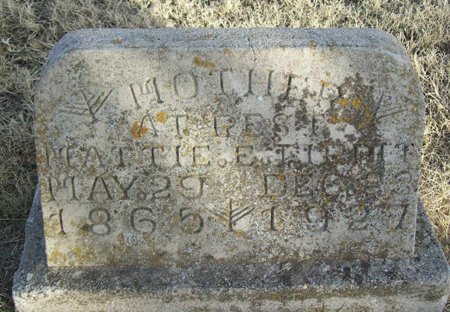 MOTHER
AT REST
MATTIE.E.
MAY.29 DEC.
1865 1927